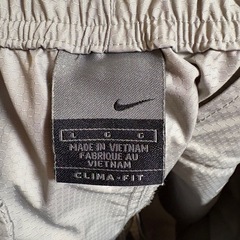 L G G
MADE IN VIETNAM
FABRIQUE AU
VIETNAM
CLIMA-FIT